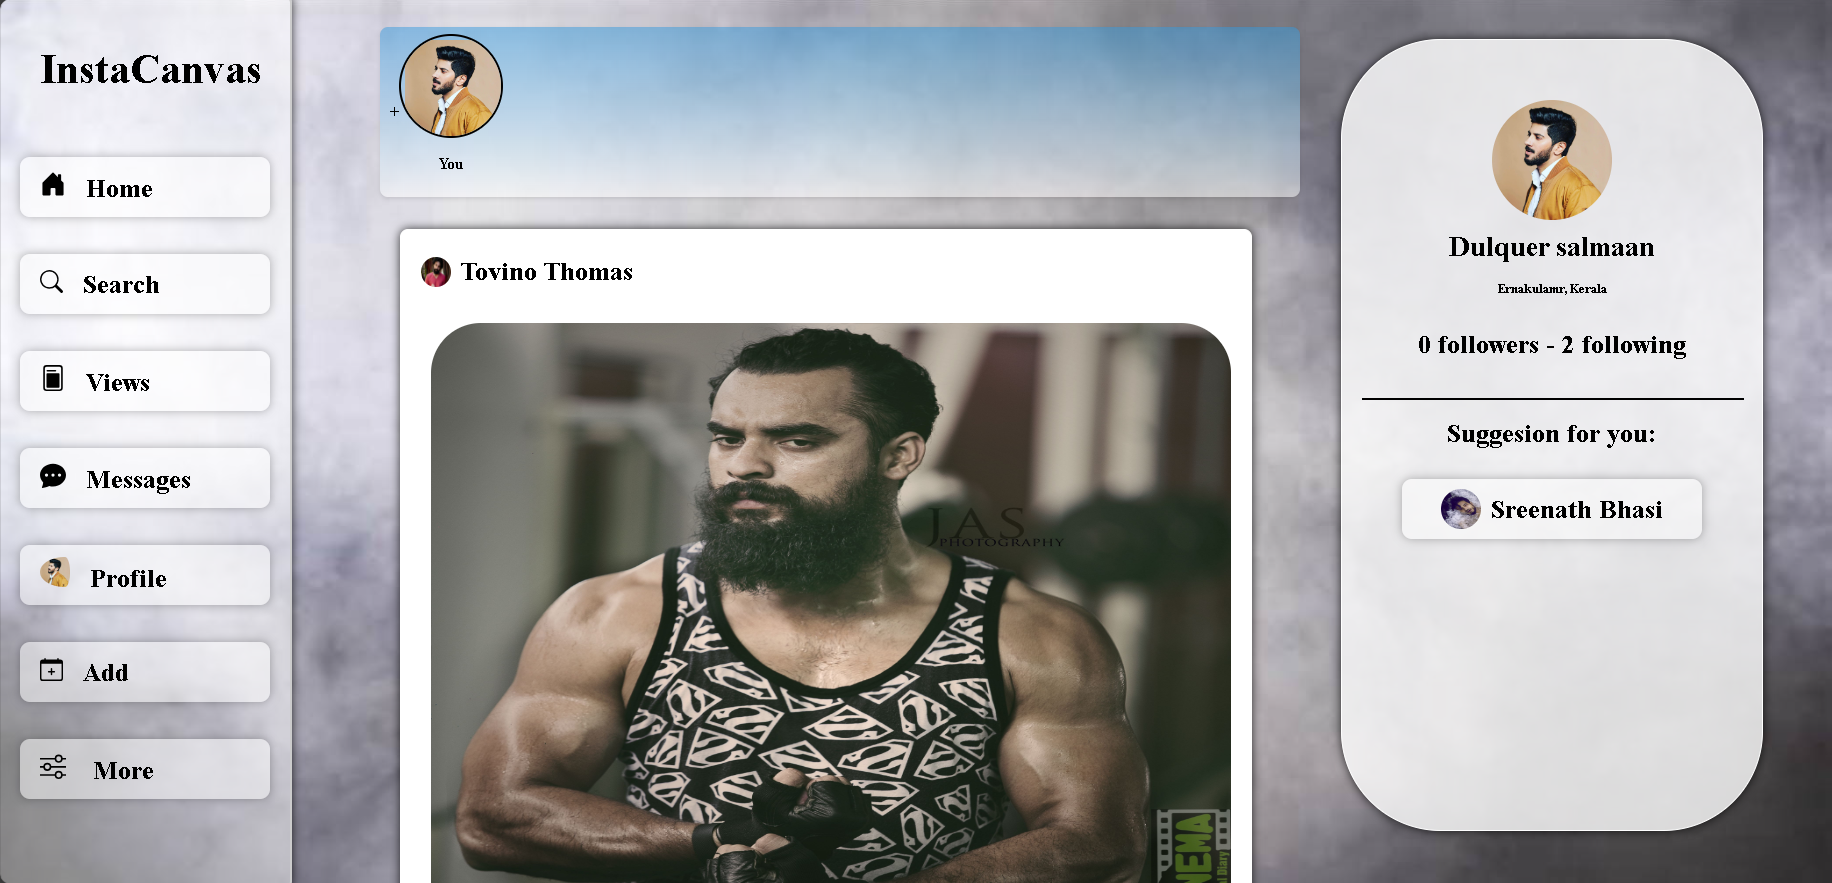 InstaCanvas
Home
Search
Views
Messages
Profile
Add
More
+
You
Tovino Thomas
JAS
PHOTOGRAPHY
NEMA
l Diary
Dulquer salmaan
Ernakulamr, Kerala
0 followers - 2 following
Suggesion for you:
Sreenath Bhasi